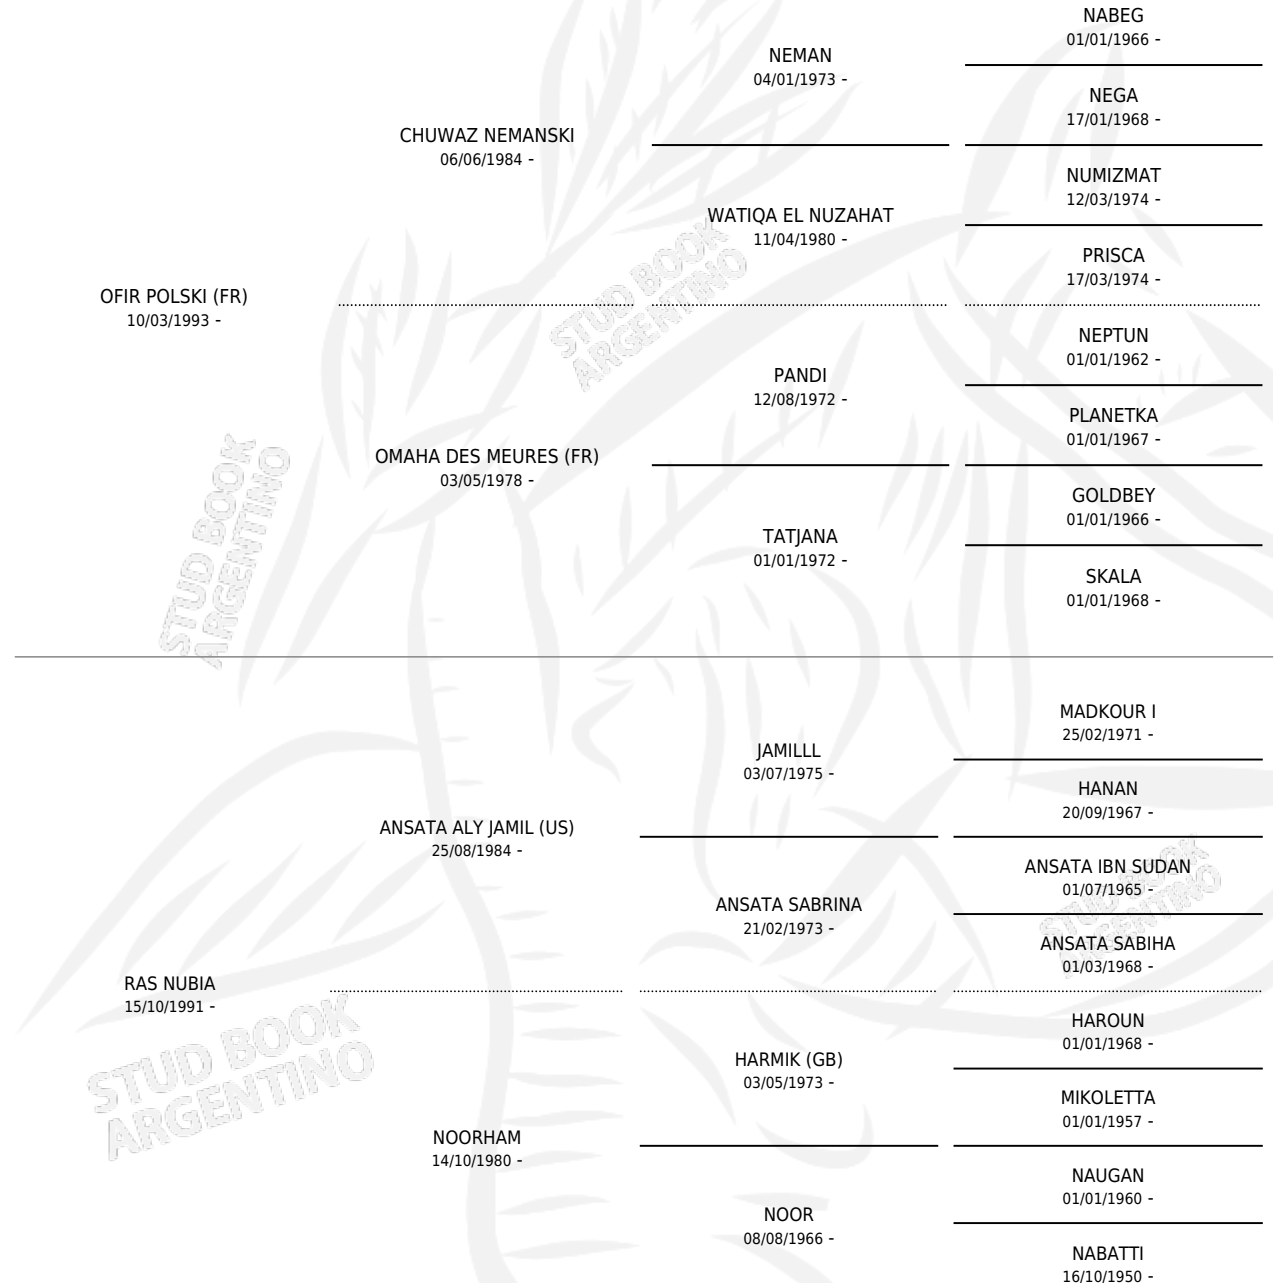 NABEG
01/01/1966 -
NEMAN
04/01/1973 -
NEGA
17/01/1968 -
CHUWAZ NEMANSKI
06/06/1984 -
NUMIZMAT
12/03/1974 -
WATIQA EL NUZAHAT
11/04/1980 -
PRISCA
17/03/1974 -
OFIR POLSKI (FR)
10/03/1993 -
NEPTUN
01/01/1962 -
PANDI
12/08/1972 -
PLANETKA
01/01/1967 -
OMAHA DES MEURES (FR)
03/05/1978 -
GOLDBEY
01/01/1966 -
TATJANA
01/01/1972 -
SKALA
01/01/1968 -
MADKOUR I
25/02/1971 -
JAMILLL
03/07/1975 -
HANAN
20/09/1967 -
ANSATA ALY JAMIL (US)
25/08/1984 -
ANSATA IBN SUDAN
01/07/1965 -
ANSATA SABRINA
21/02/1973 -
ANSATA SABIHA
01/03/1968 -
RAS NUBIA
15/10/1991 -
HAROUN
01/01/1968 -
HARMIK (GB)
03/05/1973 -
MIKOLETTA
01/01/1957 -
NOORHAM
14/10/1980 -
NAUGAN
01/01/1960 -
NOOR
08/08/1966 -
NABATTI
16/10/1950 -
STUD BOOK
ARGENTINO
STUD BOOK
ARGENTINO
STUD BOOK
ARGENTINO
STUD BOOK
ARGENTINO